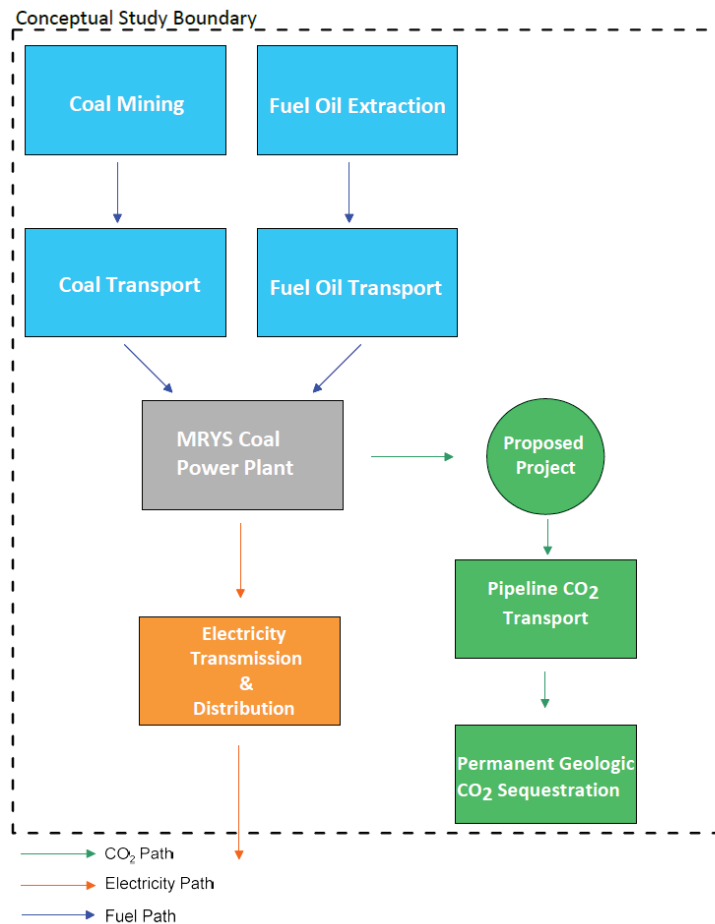 Conceptual Study Boundary
Coal Mining
Fuel Oil Extraction
Coal Transport
Fuel Oil Transport
MRYS Coal
Power Plant
Proposed
Project
Pipeline CO₂
Transport
Electricity
Transmission
&
Distribution
Permanent Geologic
CO₂ Sequestration
CO₂ Path
Electricity Path
Fuel Path